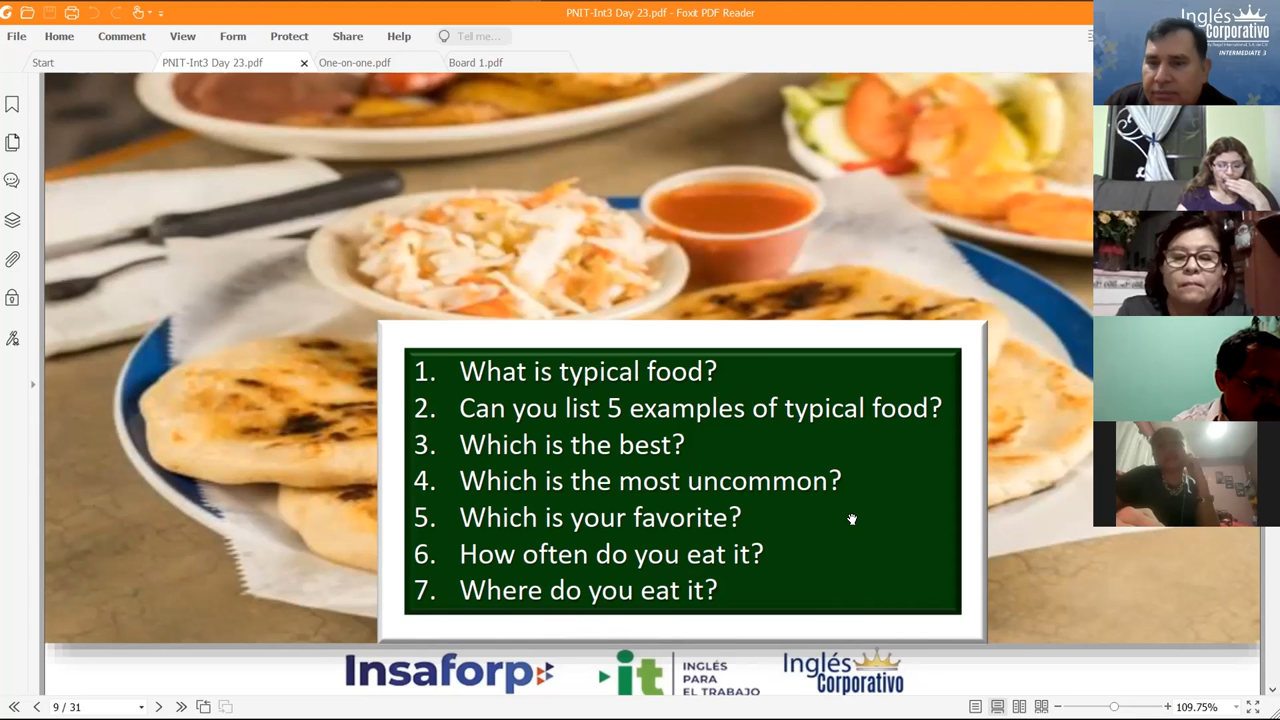 PNIT-Int3 Day 23.pdf - Foxit PDF Reader
File Home Comment View Form Protect Share Help Tell me...
Start PNIT-Int3 Day 23.pdf One-on-one.pdf Board 1.pdf
Inglés
Corporativo
INTERMEDIATE 3
1. What is typical food?
2. Can you list 5 examples of typical food?
3. Which is the best?
4. Which is the most uncommon?
5. Which is your favorite?
6. How often do you eat it?
7. Where do you eat it?
Insaforp
it INGLÉS
PARA
EL TRABAJO
Inglés
Corporativo
9 / 31
109.75%